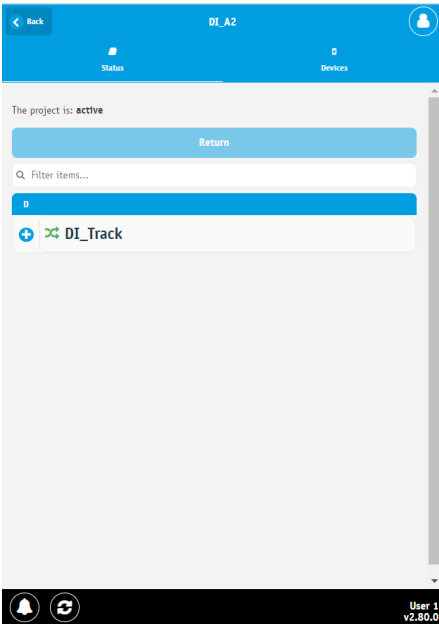 Back
DI_A2
Status
Devices
The project is: active
Return
Filter items...
D
DI_Track
User 1
v2.80.0